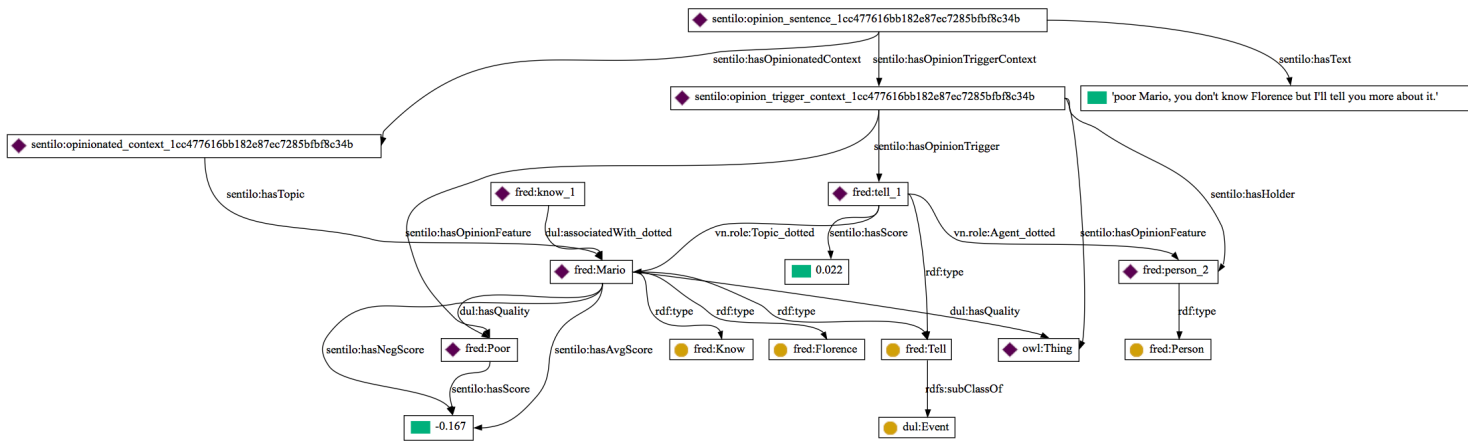 sentilo:opinion_sentence_1cc477616bb182e87ec7285bfbf8c34b
sentilo:hasOpinionatedContext
sentilo:hasOpinionTriggerContext
sentilo:hasText
sentilo:opinion_trigger_context_1cc477616bb182e87ec7285bfbf8c34b
'poor Mario, you don't know Florence but I'll tell you more about it.'
sentilo:opinionated_context_1cc477616bb182e87ec7285bfbf8c34b
sentilo:hasOpinionTrigger
sentilo:hasTopic
fred:know_1
fred:tell_1
sentilo:hasHolder
sentilo:hasOpinionFeature
dul:associatedWith_dotted
vn.role:Topic_dotted
sentilo:hasScore
vn.role:Agent_dotted
sentilo:hasOpinionFeature
fred:Mario
0.022
rdf:type
fred:person_2
dul:hasQuality
rdf:type
rdf:type
rdf:type
dul:hasQuality
rdf:type
sentilo:hasNegScore
fred:Poor
sentilo:hasAvgScore
fred:Know
fred:Florence
fred:Tell
owl:Thing
fred:Person
sentilo:hasScore
rdfs:subClassOf
-0.167
dul:Event